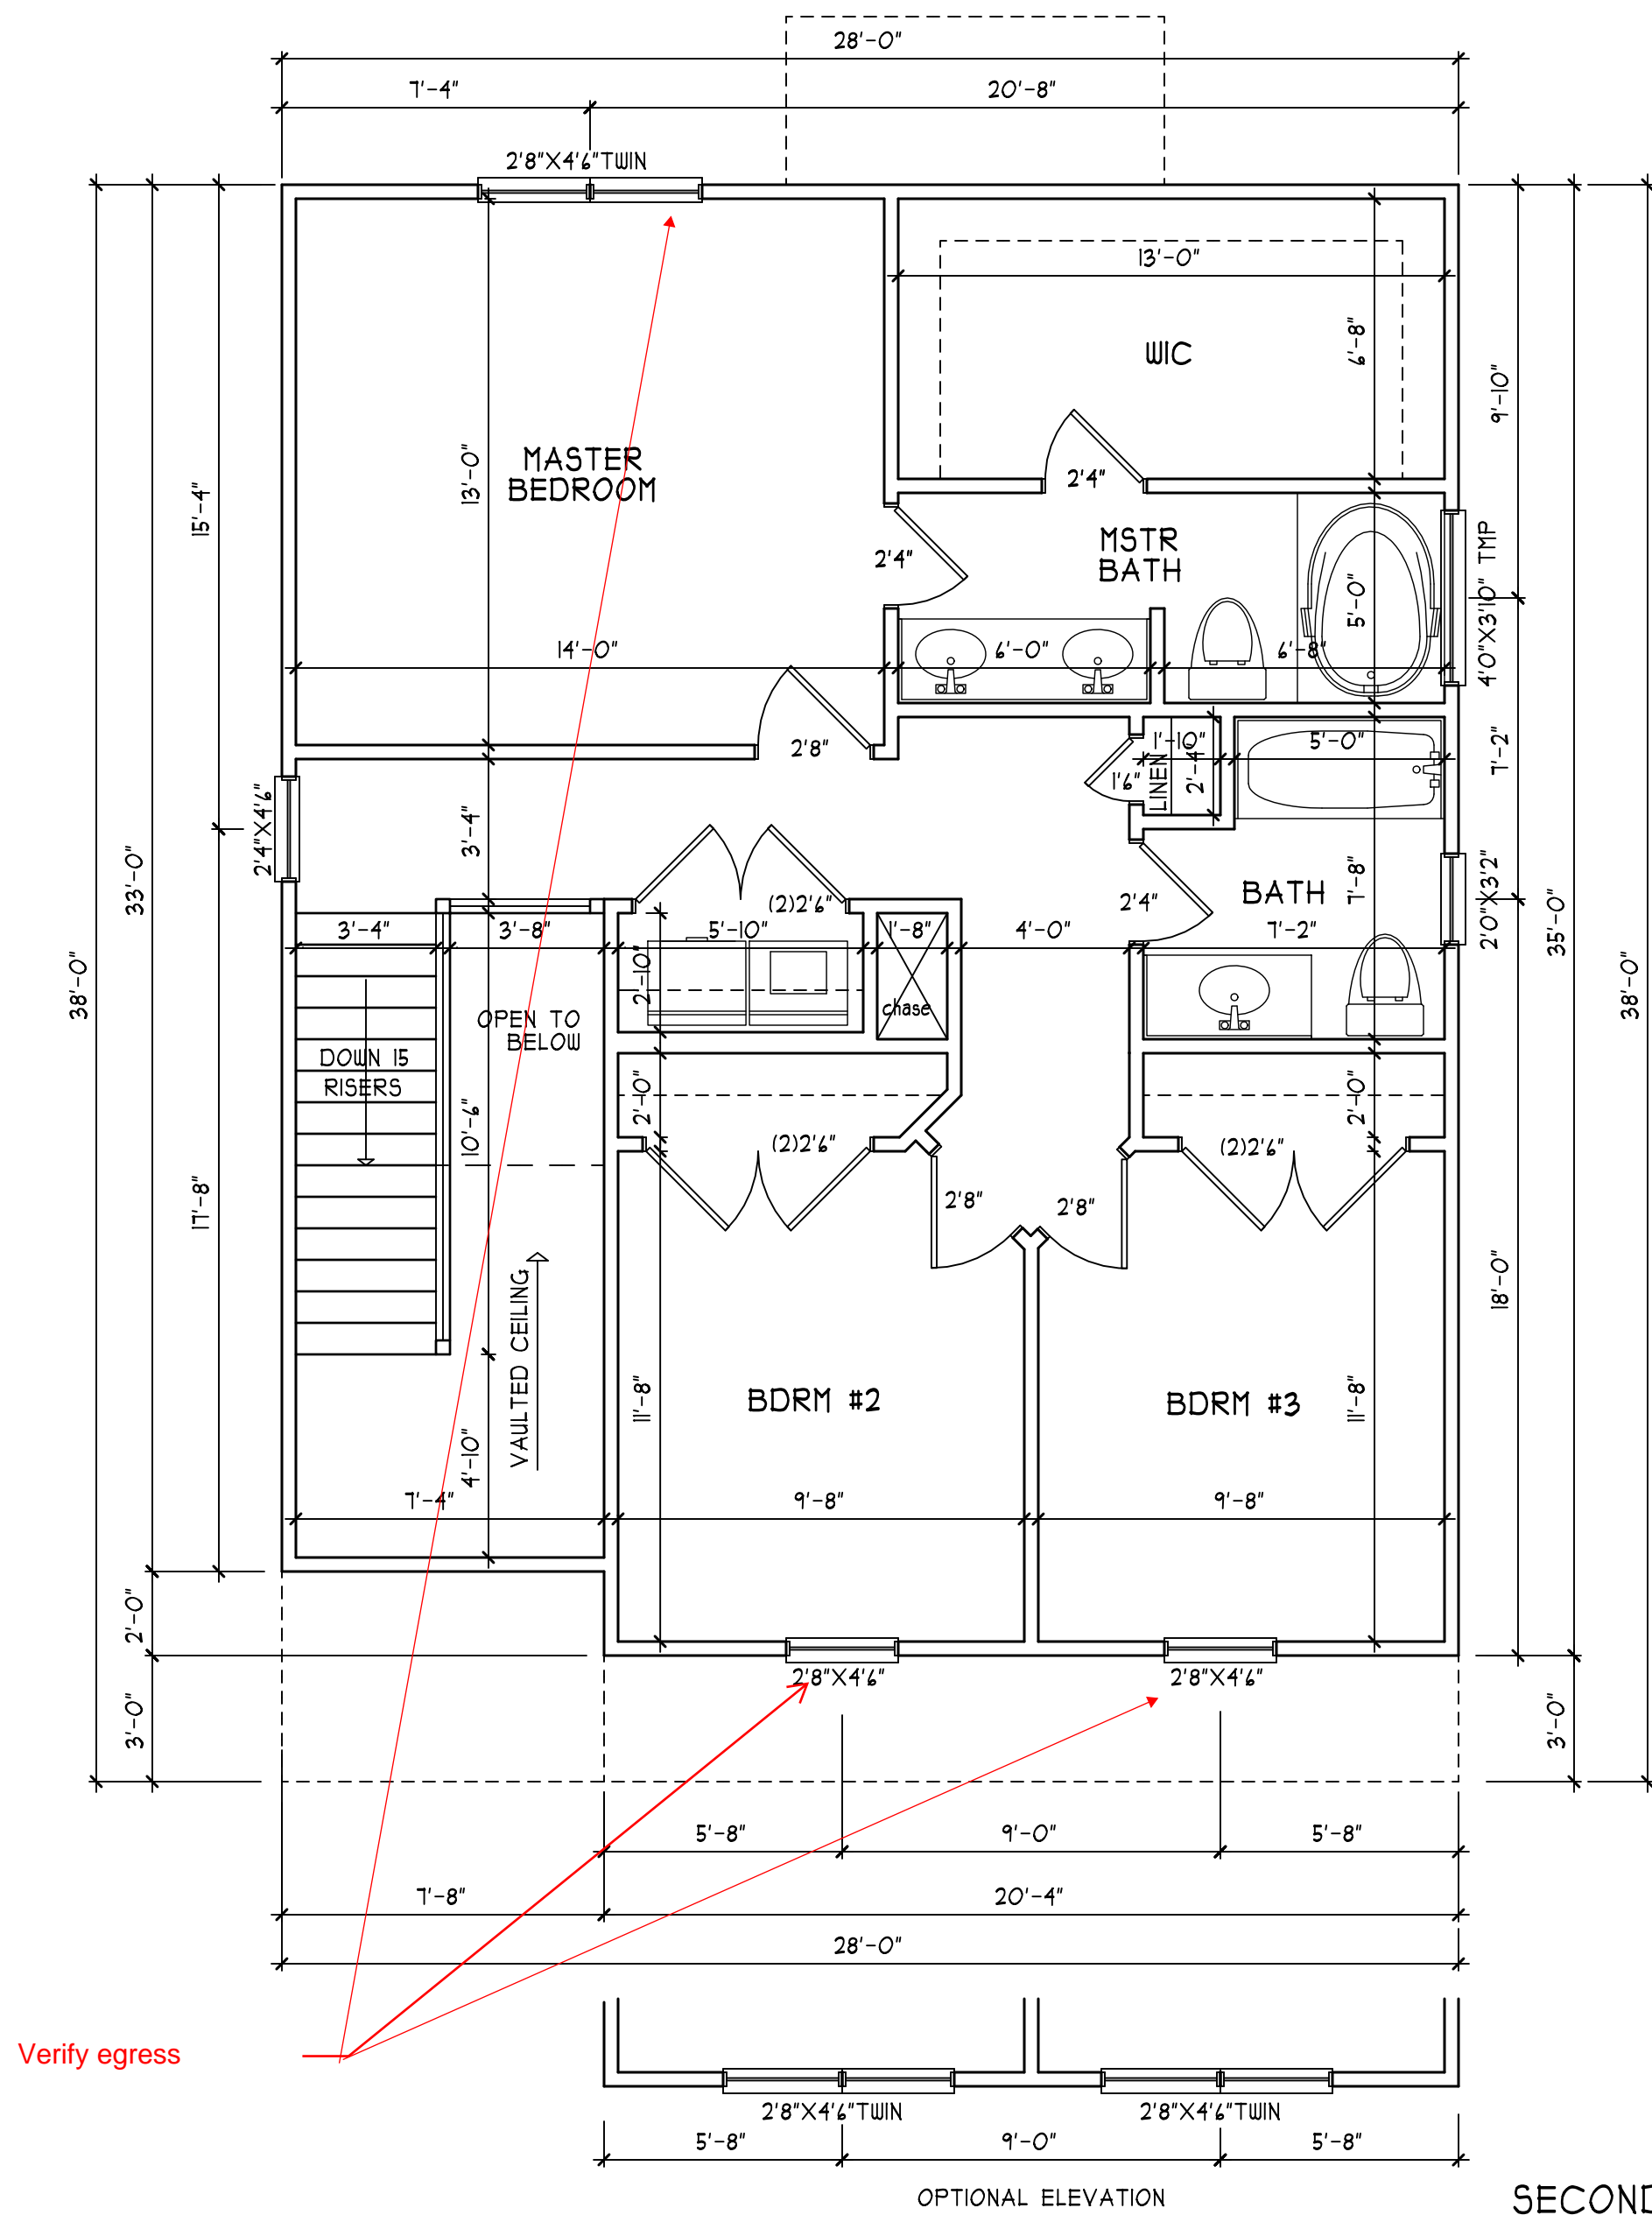 28'-0"
7'-4"
20'-8"
2'8"X4'6"TWIN
13'-0"
WIC
6'-8"
9'-10"
MASTER
BEDROOM
13'-0"
15'-4"
2'4"
MSTR
BATH
2'4"
5'-0"
4'0"X3'10" TMP
14'-0"
6'-0"
6'-8"
2'8"
1'-10"
5'-0"
7'-2"
1'6"
LINEN
2'-4"
2'4"X4'6"
3'-4"
33'-0"
(2)2'6"
2'4"
BATH
7'-8"
2'0"X3'2"
35'-0"
3'-4"
3'-8"
5'-10"
1'-8"
4'-0"
7'-2"
38'-0"
38'-0"
2'-10"
chase
OPEN TO
BELOW
DOWN 15
RISERS
10'-6"
2'-0"
2'-0"
(2)2'6"
(2)2'6"
17'-8"
2'8"
2'8"
18'-0"
VAULTED CEILING
11'-8"
BDRM #2
BDRM #3
11'-8"
4'-10"
7'-4"
9'-8"
9'-8"
2'-0"
2'8"X4'6"
2'8"X4'6"
3'-0"
3'-0"
5'-8"
9'-0"
5'-8"
7'-8"
20'-4"
28'-0"
Verify egress
2'8"X4'6"TWIN
2'8"X4'6"TWIN
5'-8"
9'-0"
5'-8"
OPTIONAL ELEVATION
SECOND